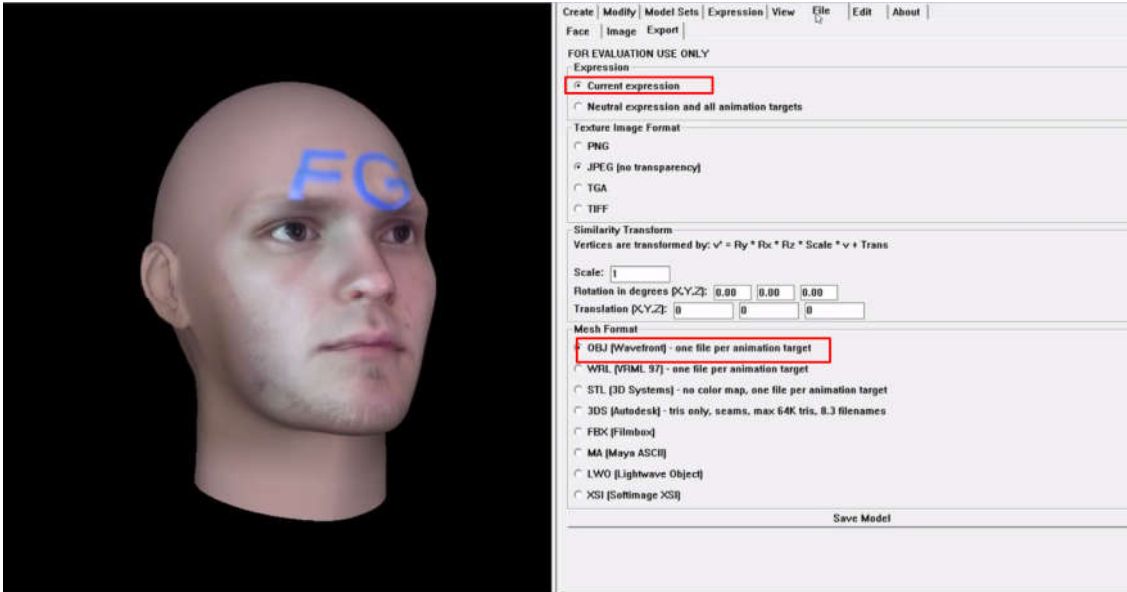 Create Modify Model Sets Expression View File Edit About
Face Image Export
FOR EVALUATION USE ONLY
Expression
Current expression
Neutral expression and all animation targets
Texture Image Format
PNG
JPEG (no transparency)
TGA
TIFF
Similarity Transform
Vertices are transformed by: v' = Ry * Rx * Rz * Scale * v + Trans
Scale: 1
Rotation in degrees (X,Y,Z): 0.00 0.00 0.00
Translation (X,Y,Z): 0 0 0
Mesh Format
OBJ (Wavefront) - one file per animation target
WRL (VRML 97) - one file per animation target
STL (3D Systems) - no color map, one file per animation target
3DS (Autodesk) - tris only, seams, max 64K tris, 8.3 filenames
FBX (Filmbox)
MA (Maya ASCII)
LWO (Lightwave Object)
XSI (Softimage XSI)
Save Model
FG